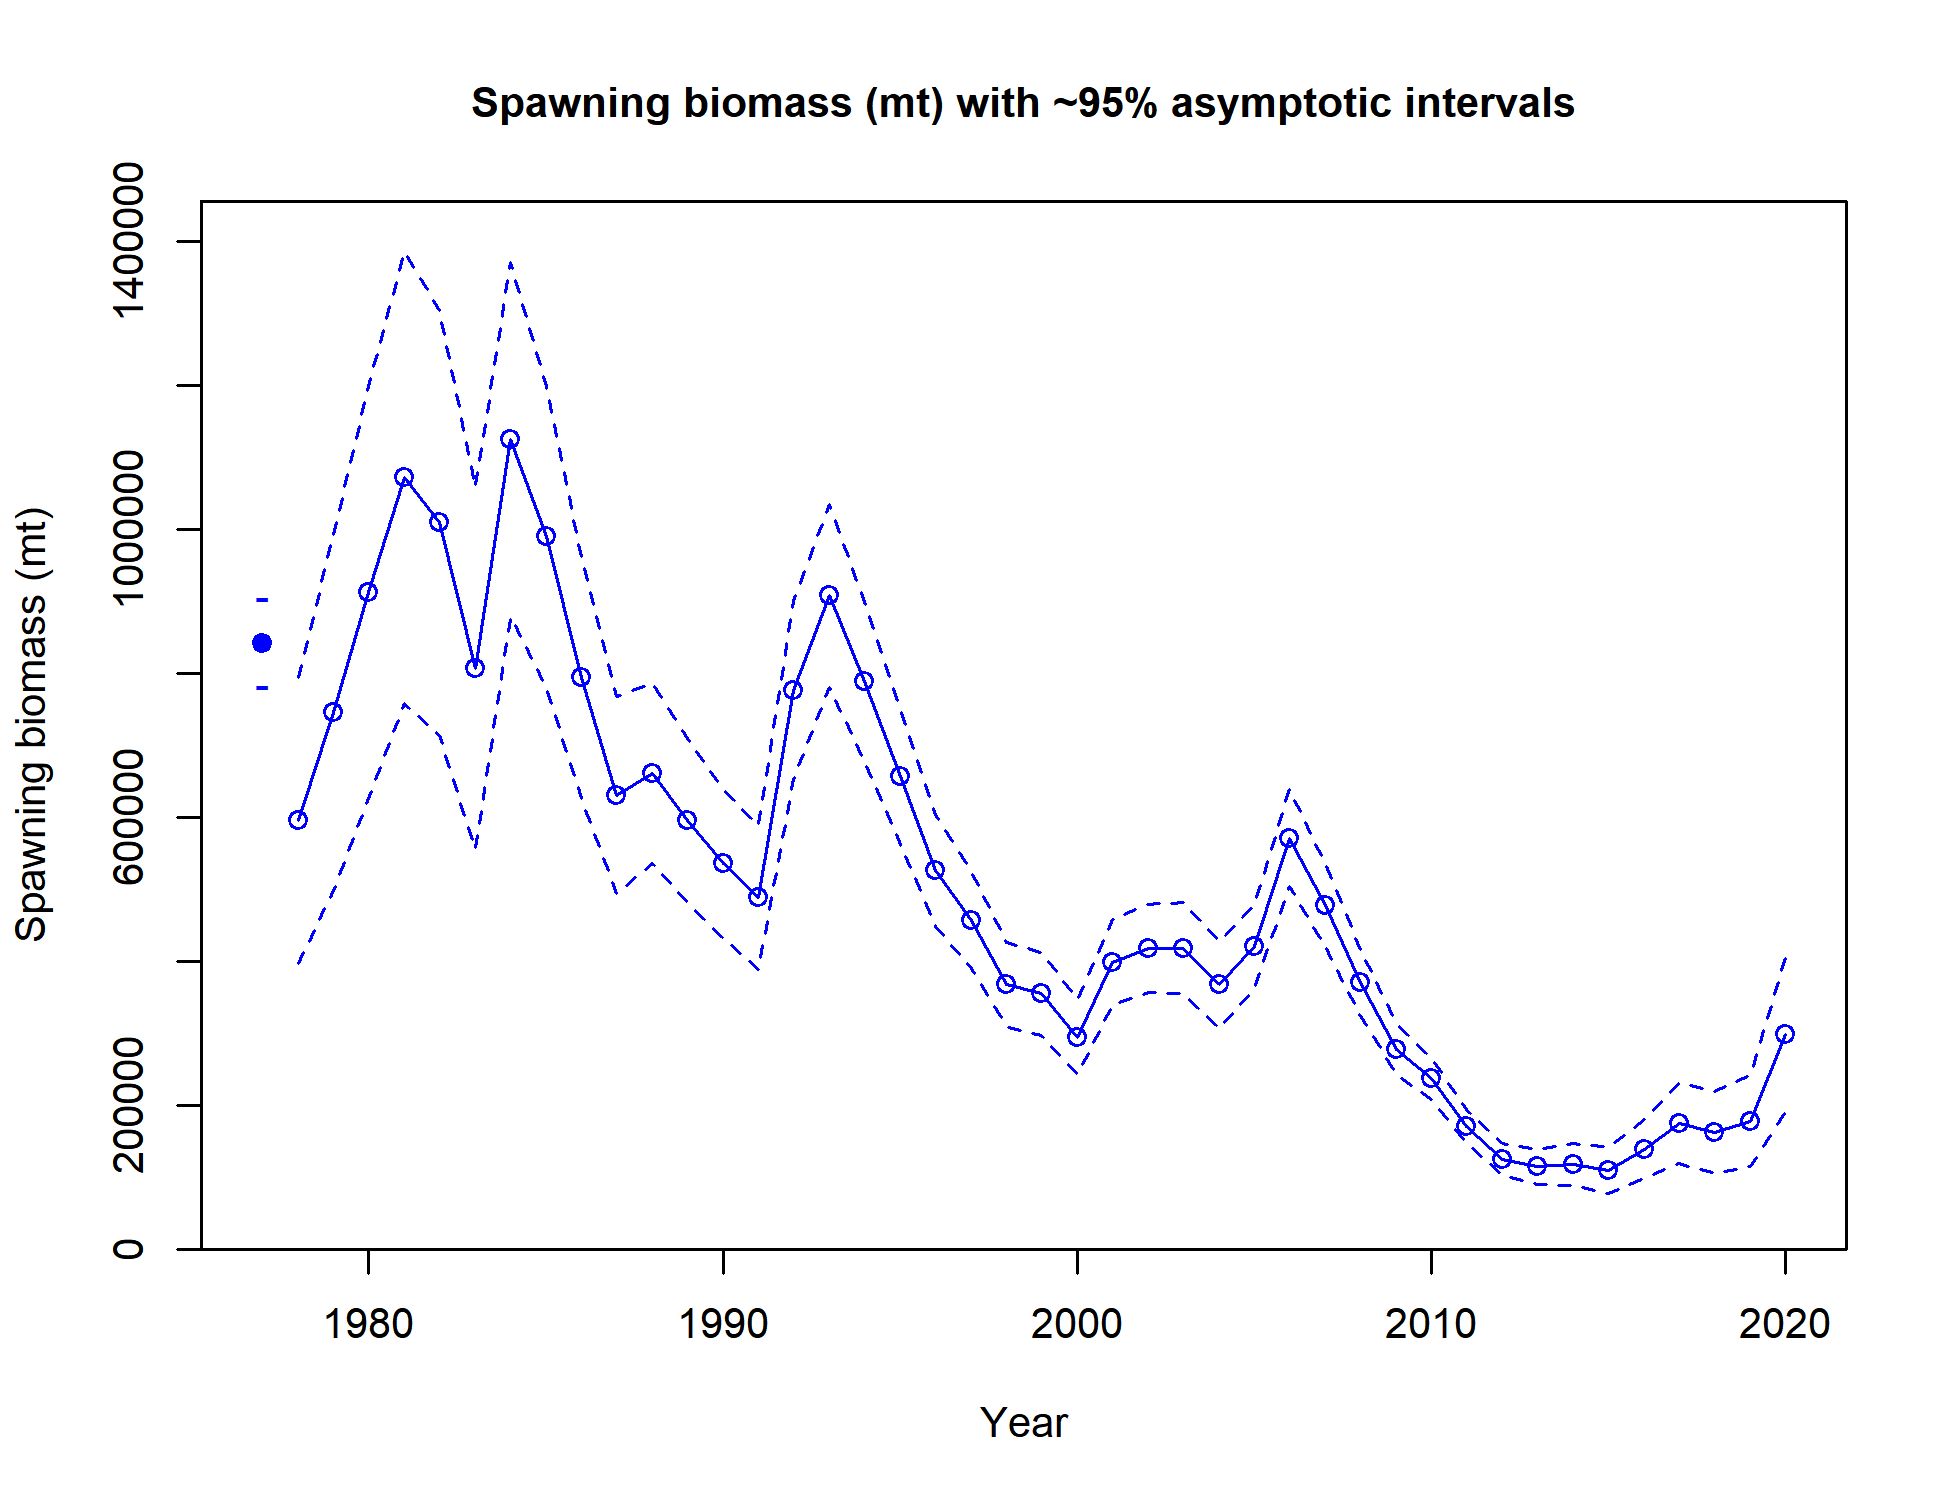 Spawning biomass (mt) with ~95% asymptotic intervals
Spawning biomass (mt)
1400000
1000000
600000
200000
0
1980 1990 2000 2010 2020
Year